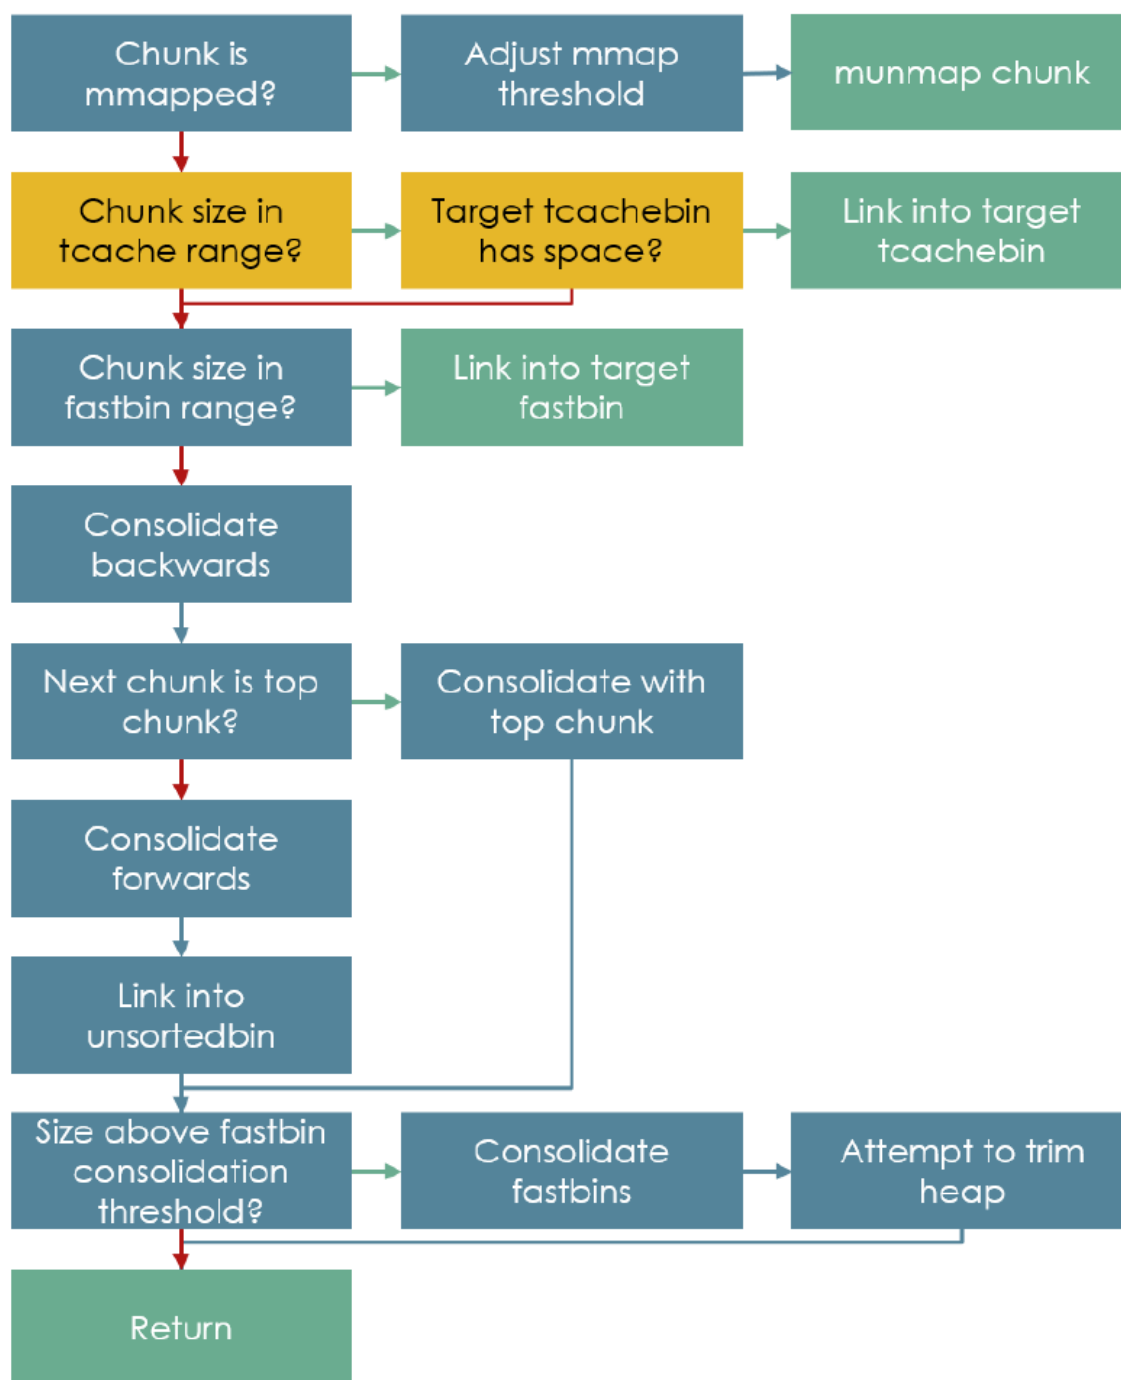 Chunk is
mmapped?
Adjust mmap
threshold
munmap chunk
Chunk size in
tcache range?
Target tcachebin
has space?
Link into target
tcachebin
Chunk size in
fastbin range?
Link into target
fastbin
Consolidate
backwards
Next chunk is top
chunk?
Consolidate with
top chunk
Consolidate
forwards
Link into
unsortedbin
Size above fastbin
consolidation
threshold?
Consolidate
fastbins
Attempt to trim
heap
Return